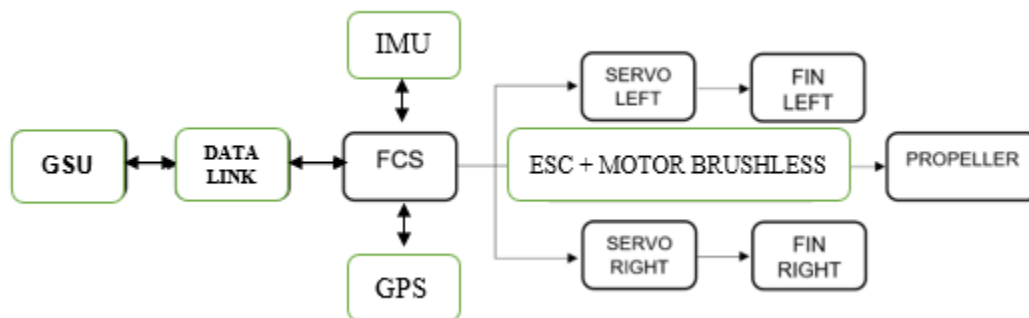 IMU
SERVO
LEFT
FIN
LEFT
GSU
DATA
LINK
FCS
ESC + MOTOR BRUSHLESS
PROPELLER
SERVO
RIGHT
FIN
RIGHT
GPS